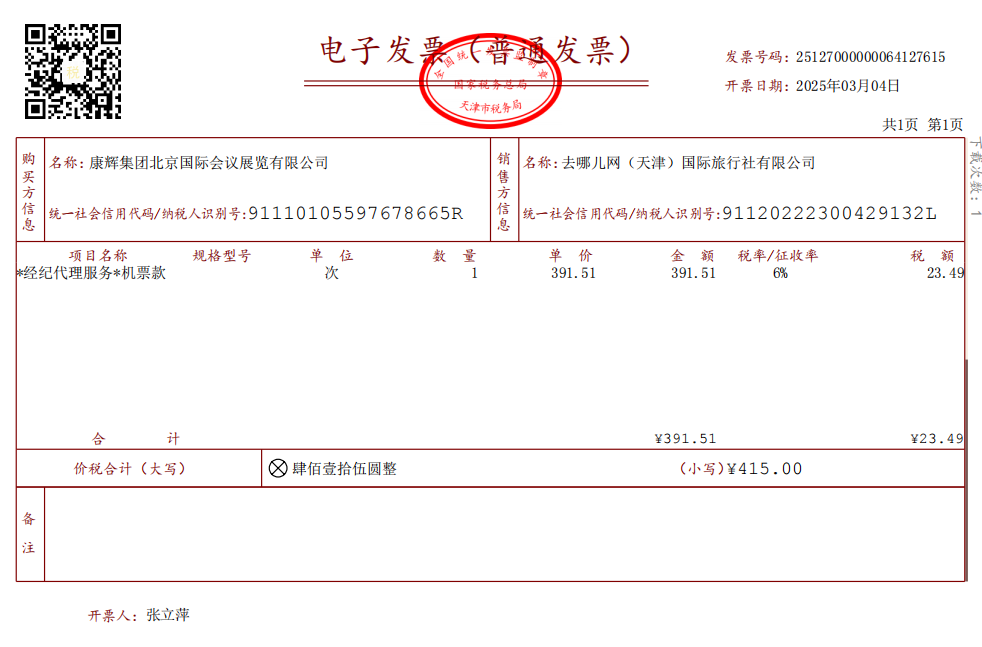 电子发票（普通发票）
全国统一发票监制章
国家税务总局
天津市税务局
发票号码：25127000000064127615
开票日期：2025年03月04日
共1页 第1页
下载次数：1
购买方信息
名称：康辉集团北京国际会议展览有限公司
统一社会信用代码/纳税人识别号:91110105597678665R
销售方信息
名称：去哪儿网（天津）国际旅行社有限公司
统一社会信用代码/纳税人识别号:91120222300429132L
项目名称 规格型号 单 位 数 量 单 价 金 额 税率/征收率 税 额
*经纪代理服务*机票款 次 1 391.51 391.51 6% 23.49
合 计 ¥391.51 ¥23.49
价税合计（大写） 肆佰壹拾伍圆整 （小写）¥415.00
备注
开票人：张立萍
税